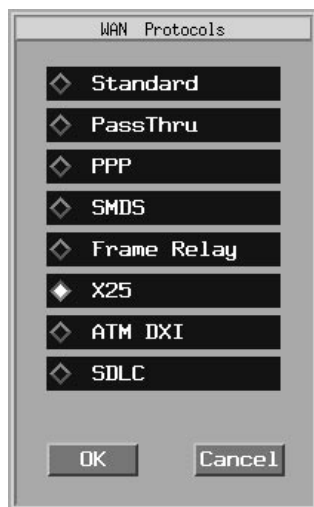 WAN Protocols
Standard
PassThru
PPP
SMDS
Frame Relay
X25
ATM DXI
SDLC
OK Cancel